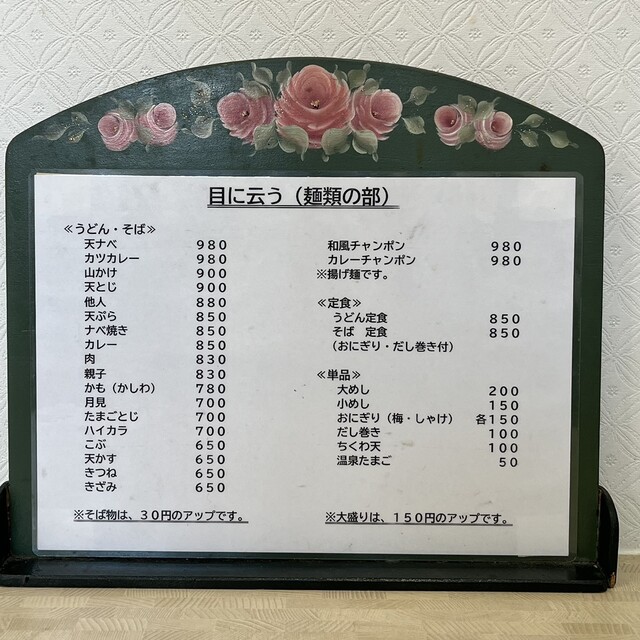 目に云う（麺類の部）
≪うどん・そば≫
天ナベ 980
カツカレー 980
山かけ 900
天とじ 900
他人 880
天ぷら 850
ナベ焼き 850
カレー 850
肉 830
親子 830
かも（かしわ） 780
月見 700
たまごとじ 700
ハイカラ 700
こぶ 650
天かす 650
きつね 650
きざみ 650
※そば物は、３０円のアップです。
和風チャンポン 980
カレーチャンポン 980
※揚げ麺です。
≪定食≫
うどん定食 850
そば　定食 850
（おにぎり・だし巻き付）
≪単品≫
大めし 200
小めし 150
おにぎり（梅・しゃけ） 各150
だし巻き 100
ちくわ天 100
温泉たまご 50
※大盛りは、１５０円のアップです。